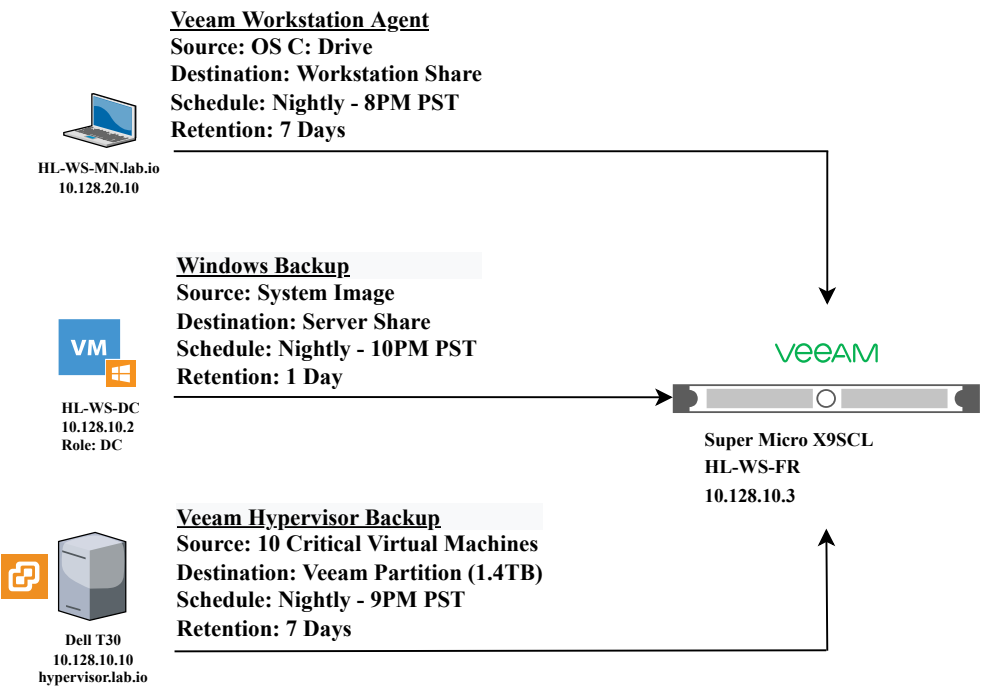 Veeam Workstation Agent
Source: OS C: Drive
Destination: Workstation Share
Schedule: Nightly - 8PM PST
Retention: 7 Days
HL-WS-MN.lab.io
10.128.20.10
Windows Backup
Source: System Image
Destination: Server Share
Schedule: Nightly - 10PM PST
Retention: 1 Day
VM
HL-WS-DC
10.128.10.2
Role: DC
veeAM
Super Micro X9SCL
HL-WS-FR
10.128.10.3
Veeam Hypervisor Backup
Source: 10 Critical Virtual Machines
Destination: Veeam Partition (1.4TB)
Schedule: Nightly - 9PM PST
Retention: 7 Days
Dell T30
10.128.10.10
hypervisor.lab.io